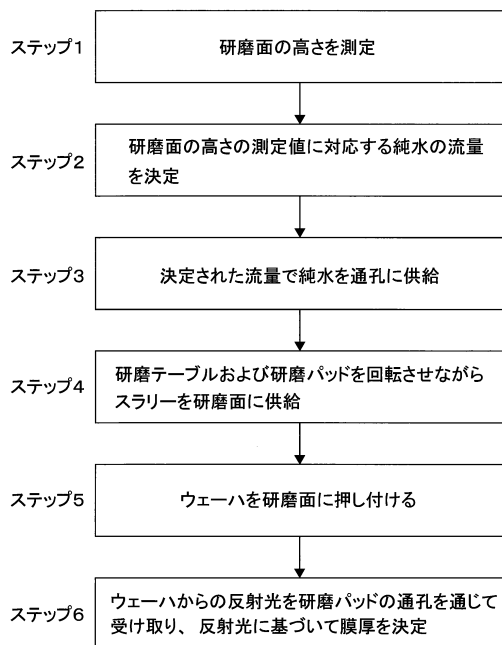 ステップ1
研磨面の高さを測定
ステップ2
研磨面の高さの測定値に対応する純水の流量
を決定
ステップ3
決定された流量で純水を通孔に供給
ステップ4
研磨テーブルおよび研磨パッドを回転させながら
スラリーを研磨面に供給
ステップ5
ウェーハを研磨面に押し付ける
ステップ6
ウェーハからの反射光を研磨パッドの通孔を通じて
受け取り、反射光に基づいて膜厚を決定